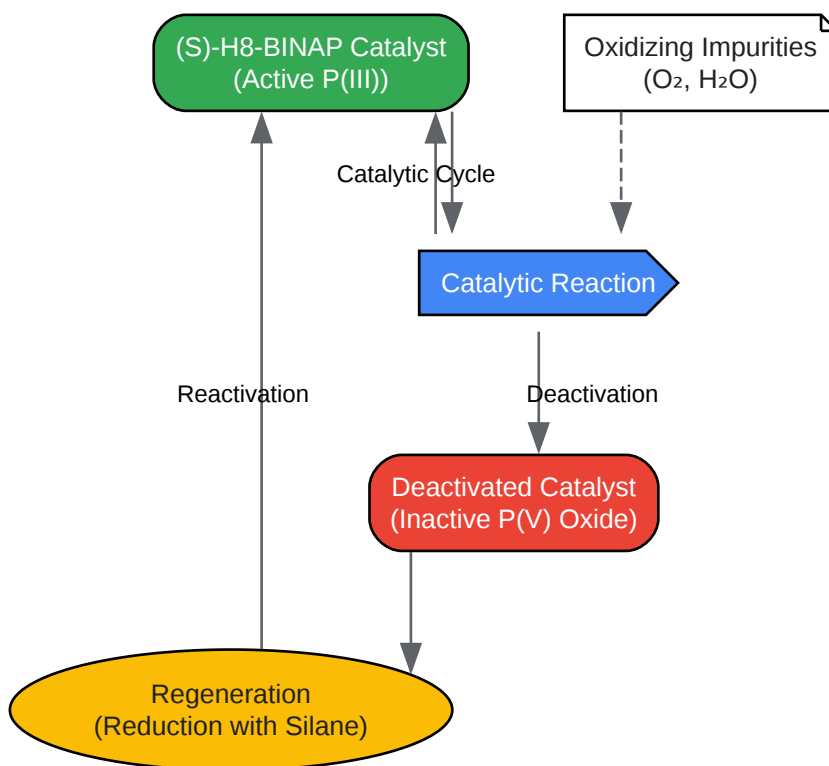 (S)-H8-BINAP Catalyst
(Active P(III))
Oxidizing Impurities
(O₂, H₂O)
Catalytic Cycle
Catalytic Reaction
Reactivation
Deactivation
Deactivated Catalyst
(Inactive P(V) Oxide)
Regeneration
(Reduction with Silane)